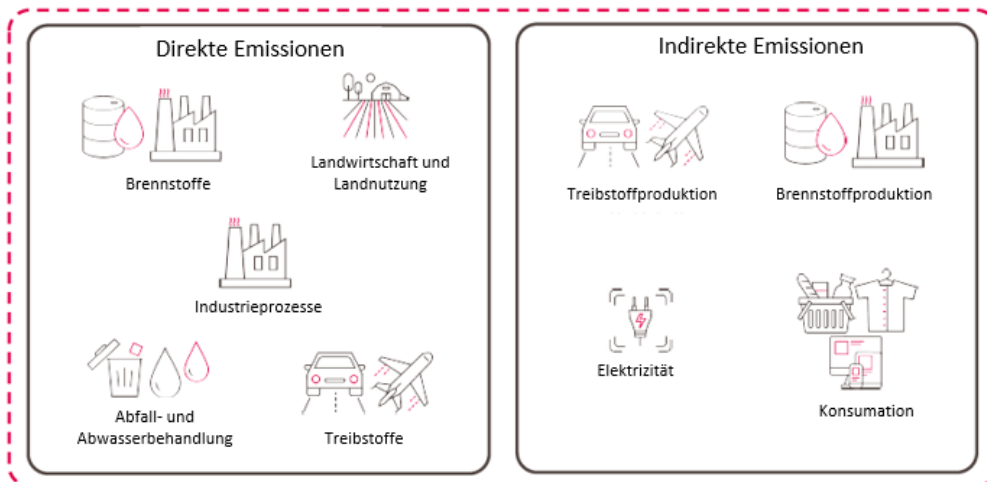 Direkte Emissionen
Brennstoffe
Landwirtschaft und
Landnutzung
Industrieprozesse
Abfall- und
Abwasserbehandlung
Treibstoffe
Indirekte Emissionen
Treibstoffproduktion
Brennstoffproduktion
Elektrizität
Konsumation